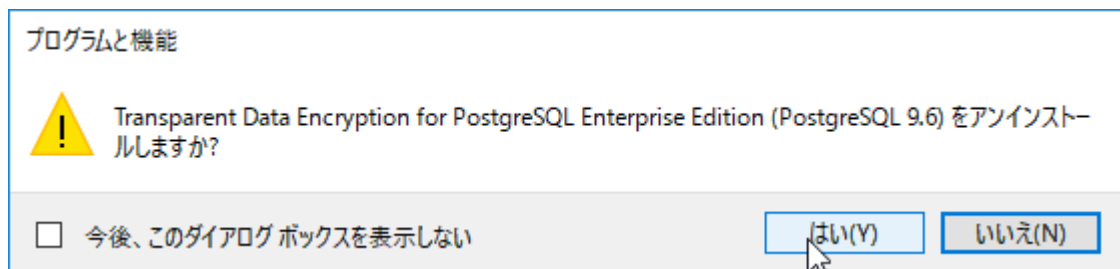 プログラムと機能
Transparent Data Encryption for PostgreSQL Enterprise Edition (PostgreSQL 9.6) をアンインストー
ルしますか?
今後、このダイアログ ボックスを表示しない
はい(Y)
いいえ(N)